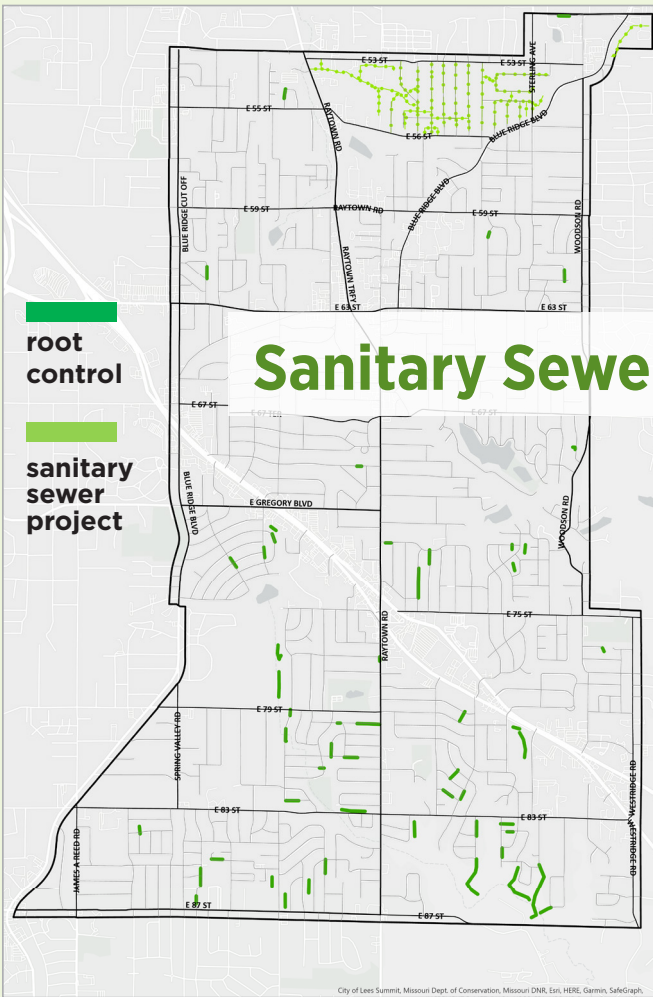 E 53 ST
E 53 ST
STERLING AVE
E 55 ST
RAYTOWN RD
E 56 ST
BLUE RIDGE BLVD
BLUE RIDGE CUT OFF
E 59 ST
RAYTOWN RD
BLUE RIDGE BLVD
E 59 ST
WOODSON RD
RAYTOWN TRFY
E 63 ST
E 63 ST
root
control
Sanitary Sewe
E 67 ST
E 67 TER
E 67 ST
sanitary
sewer
project
BLUE RIDGE BLVD
E GREGORY BLVD
WOODSON RD
E 75 ST
RAYTOWN RD
E 79 ST
SPRING VALLEY RD
WESTRIDGE RD
E 83 ST
E 83 ST
WESTRIDGE RD
JAMES A REED RD
E 87 ST
E 87 ST
City of Lees Summit, Missouri Dept. of Conservation, Missouri DNR, Esri, HERE, Garmin, SafeGraph,